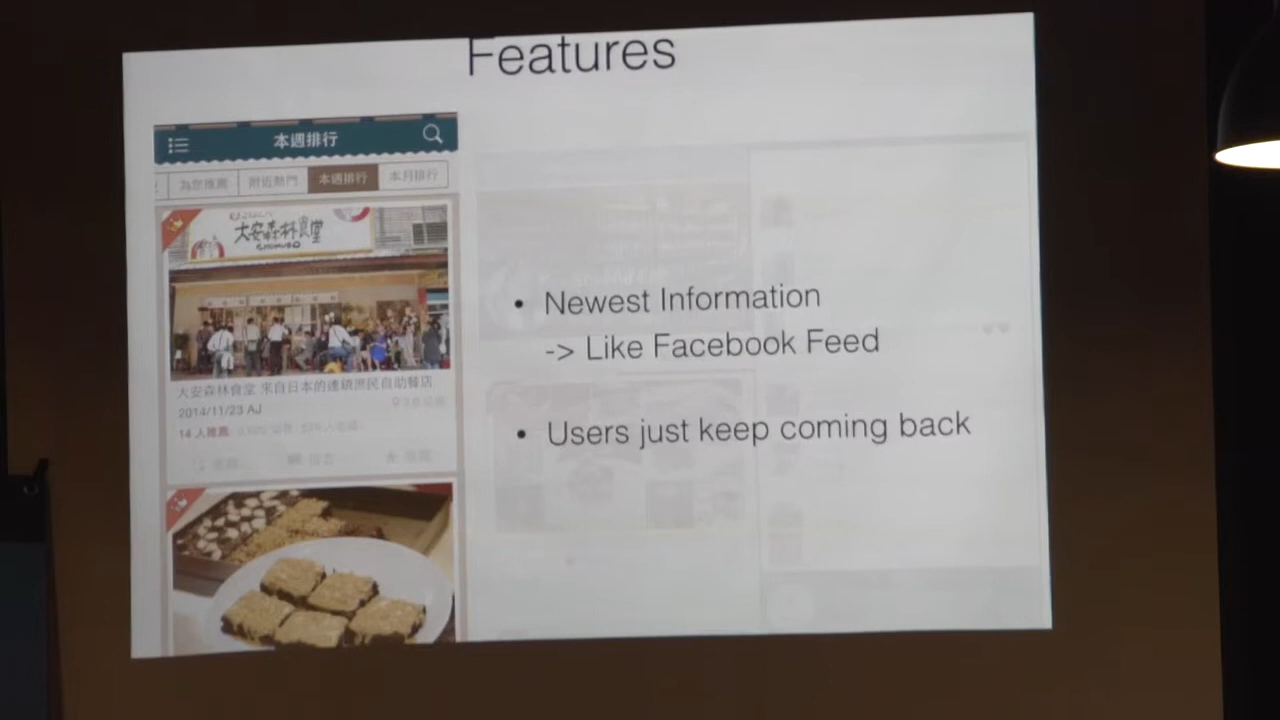 Features
本週排行
為您推薦
附近熱門
本週排行
本月排行
大安森林食堂
大安森林食堂 來自日本的連鎖庶民自助餐店
2014/11/23 AJ
14 人推薦
• Newest Information
-> Like Facebook Feed
• Users just keep coming back